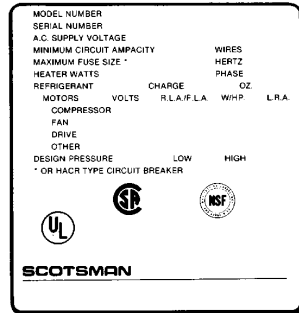 MODEL NUMBER
SERIAL NUMBER
A.C. SUPPLY VOLTAGE
MINIMUM CIRCUIT AMPACITY WIRES
MAXIMUM FUSE SIZE * HERTZ
HEATER WATTS PHASE
REFRIGERANT CHARGE OZ.
MOTORS VOLTS R.L.A./F.L.A. W/HP. L.R.A.
COMPRESSOR
FAN
DRIVE
OTHER
DESIGN PRESSURE LOW HIGH
* OR HACR TYPE CIRCUIT BREAKER
SA NSF
UL
SCOTSMAN